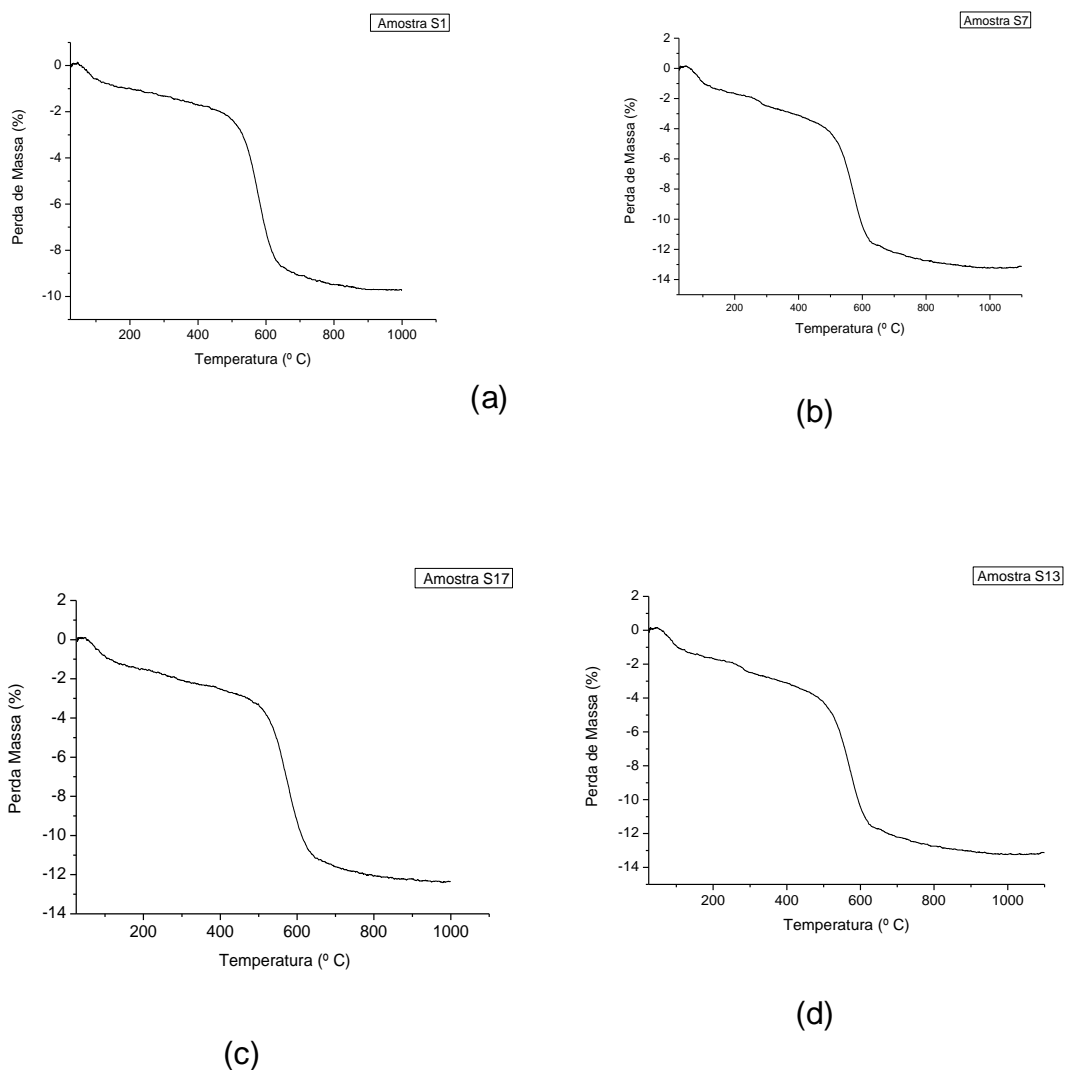 Amostra S1
Perda de Massa (%)
0
-2
-4
-6
-8
-10
200 400 600 800 1000
Temperatura (º C)
(a)
Amostra S7
Perda de Massa (%)
2
0
-2
-4
-6
-8
-10
-12
-14
200 400 600 800 1000
Temperatura (º C)
(b)
Amostra S17
Perda Massa (%)
2
0
-2
-4
-6
-8
-10
-12
-14
200 400 600 800 1000
Temperatura (º C)
(c)
Amostra S13
Perda de Massa (%)
2
0
-2
-4
-6
-8
-10
-12
-14
200 400 600 800 1000
Temperatura (º C)
(d)